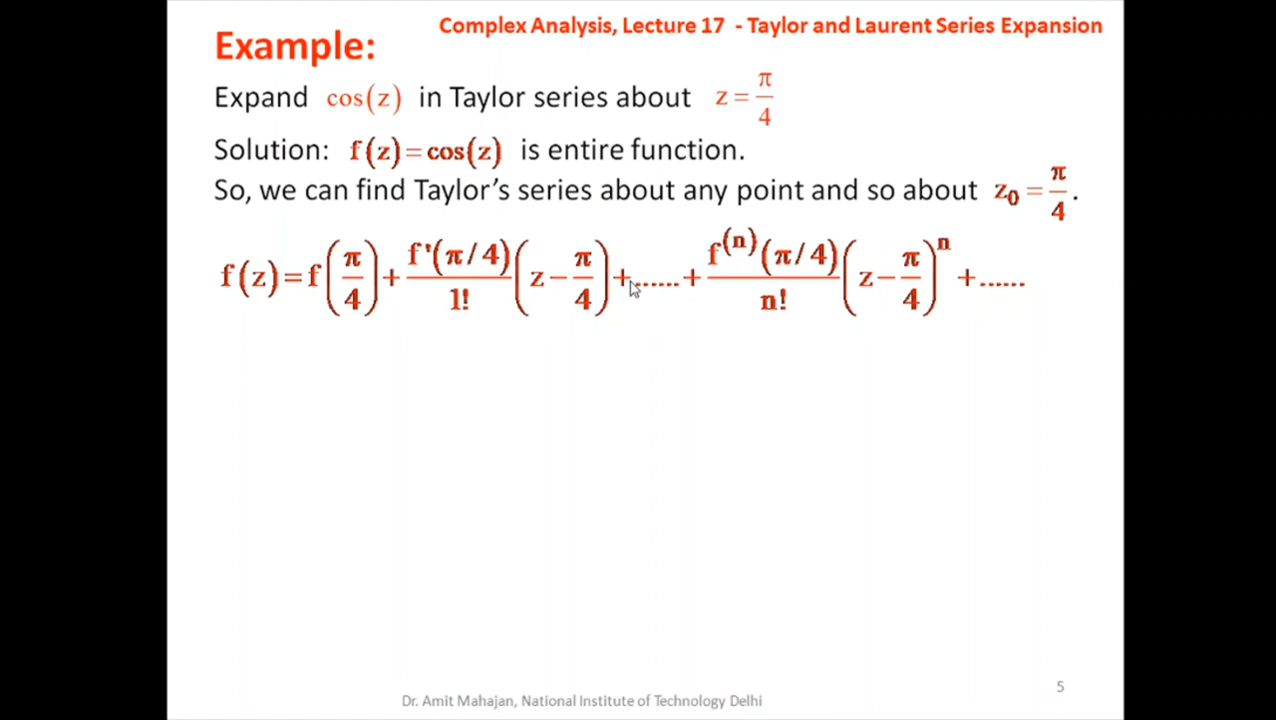 Complex Analysis, Lecture 17 - Taylor and Laurent Series Expansion
Example:
Expand cos(z) in Taylor series about z = π/4
Solution: f(z) = cos(z) is entire function.
So, we can find Taylor's series about any point and so about z₀ = π/4.
f(z) = f(π/4) + f'(π/4)/1! (z − π/4) + ...... + f⁽ⁿ⁾(π/4)/n! (z − π/4)ⁿ + ......
Dr. Amit Mahajan, National Institute of Technology Delhi
5